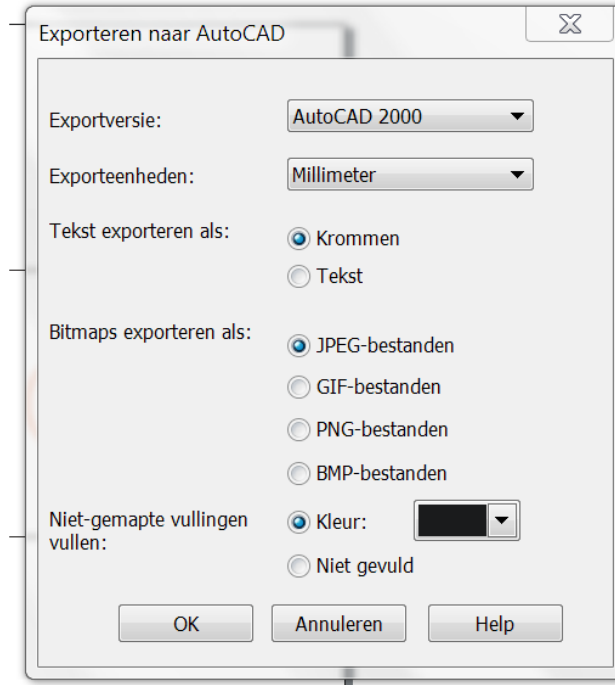 Exporteren naar AutoCAD
Exportversie:
AutoCAD 2000
Exporteenheden:
Millimeter
Tekst exporteren als:
Krommen
Tekst
Bitmaps exporteren als:
JPEG-bestanden
GIF-bestanden
PNG-bestanden
BMP-bestanden
Niet-gemapte vullingen
vullen:
Kleur:
Niet gevuld
OK
Annuleren
Help